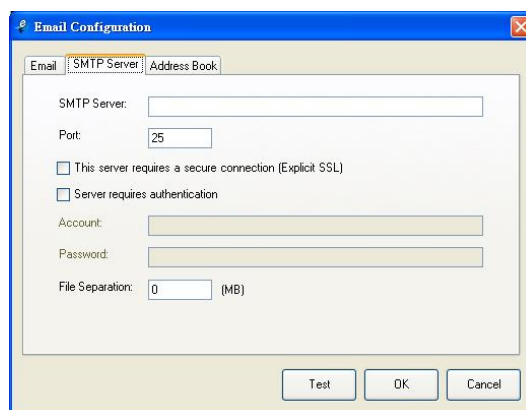 Email Configuration
Email SMTP Server Address Book
SMTP Server:
Port: 25
This server requires a secure connection (Explicit SSL)
Server requires authentication
Account:
Password:
File Separation: 0 (MB)
Test OK Cancel